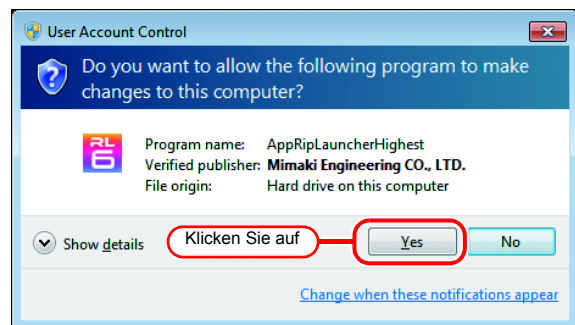 User Account Control
Do you want to allow the following program to make
changes to this computer?
RL
6
Program name: AppRipLauncherHighest
Verified publisher: Mimaki Engineering CO., LTD.
File origin: Hard drive on this computer
Show details
Klicken Sie auf
Yes
No
Change when these notifications appear